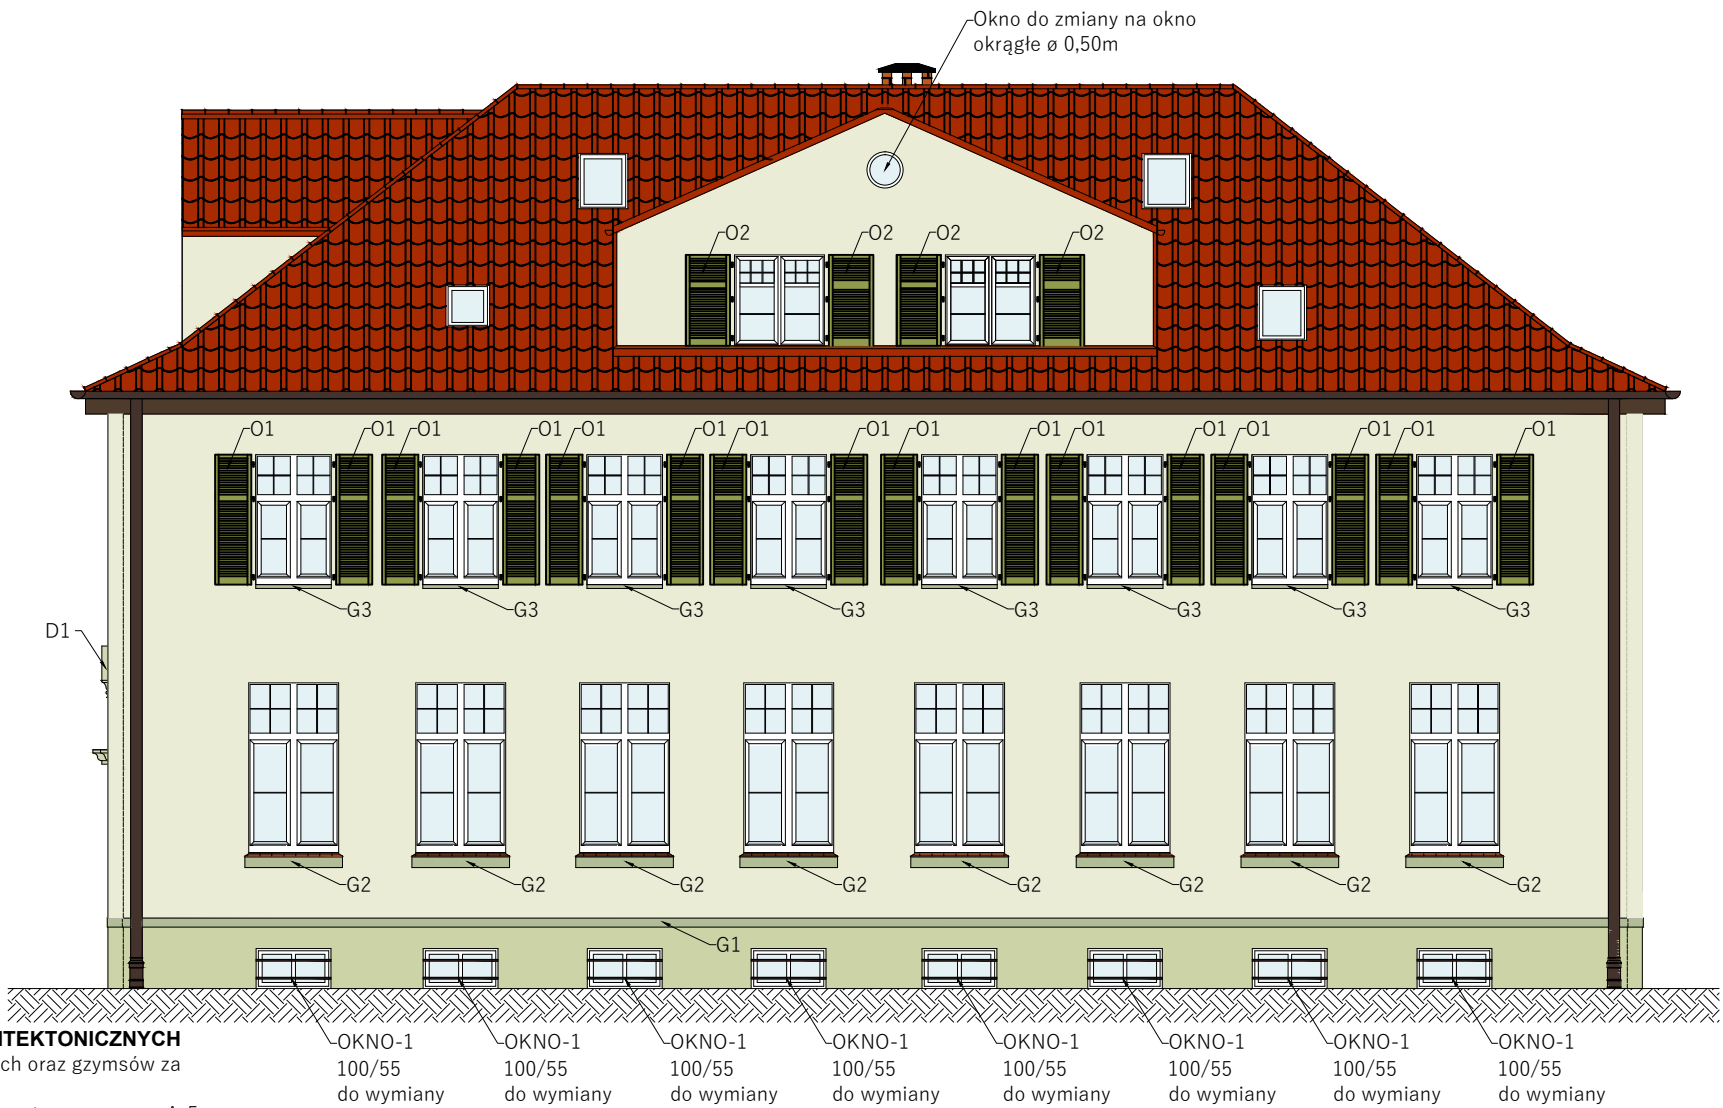 Okno do zmiany na okno
okrągłe ø 0,50m
O2 O2 O2 O2
O1 O1 O1 O1 O1 O1 O1 O1 O1 O1 O1 O1 O1 O1 O1 O1
G3 G3 G3 G3 G3 G3 G3 G3
D1
G2 G2 G2 G2 G2 G2 G2 G2
G1
ITEKTONICZNYCH
ch oraz gzymsów za
OKNO-1 OKNO-1 OKNO-1 OKNO-1 OKNO-1 OKNO-1 OKNO-1 OKNO-1
100/55 100/55 100/55 100/55 100/55 100/55 100/55 100/55
do wymiany do wymiany do wymiany do wymiany do wymiany do wymiany do wymiany do wymiany